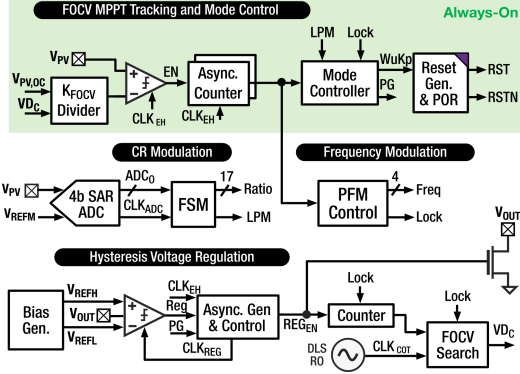 FOCV MPPT Tracking and Mode Control
Always-On
LPM
Lock
VPV
EN
WuKp
VPV,OC
VDC
KFOCV
Divider
Async.
Counter
Mode
Controller
PG
Reset
Gen.
& POR
RST
RSTN
CLK EH
CLKEH
CR Modulation
Frequency Modulation
VPV
VREFM
4b SAR
ADC
ADCO
CLKADC
FSM
17
Ratio
LPM
PFM
Control
4
Freq
Lock
VOUT
Hysteresis Voltage Regulation
Bias
Gen.
VREFH
VOUT
VREFL
CLKEH
Reg
PG
CLKREG
Async. Gen
& Control
REGEN
Lock
Counter
DLS
RO
CLK COT
Lock
FOCV
Search
VDC